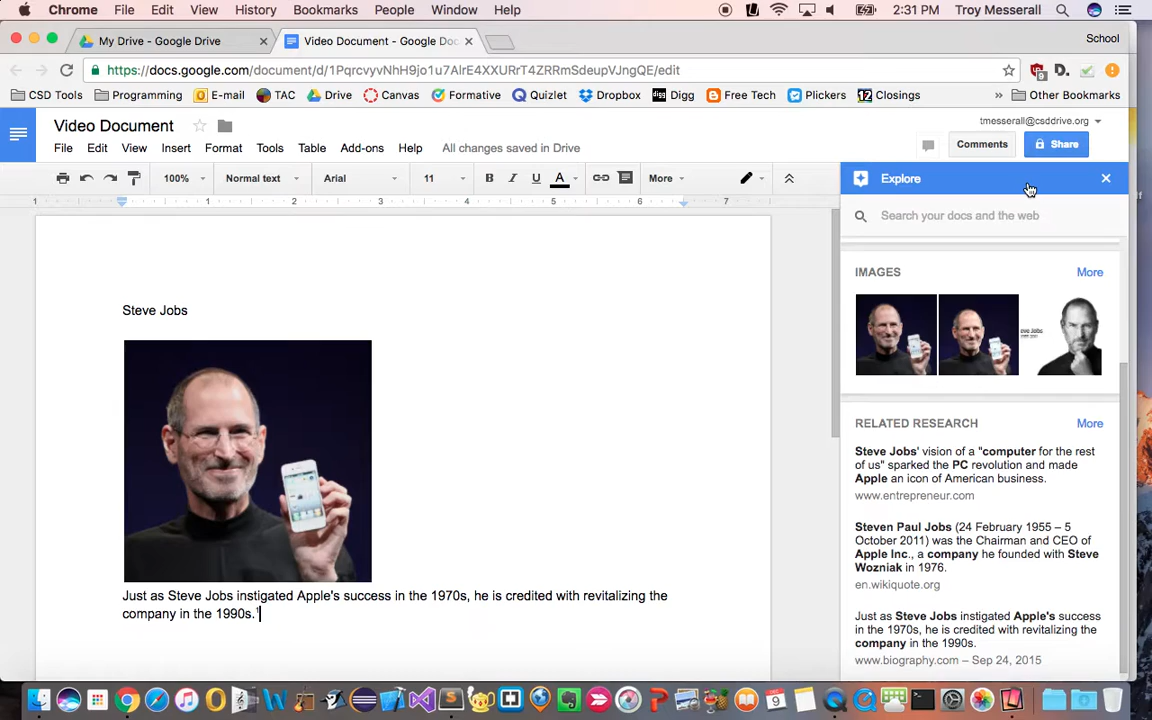 Chrome File Edit View History Bookmarks People Window Help 2:31 PM Troy Messerall
My Drive - Google Drive Video Document - Google Doc School
https://docs.google.com/document/d/1PqrcvyvNhH9jo1u7AlrE4XXURrT4ZRRmSdeupVJngQE/edit
CSD Tools Programming E-mail TAC Drive Canvas Formative Quizlet Dropbox Digg Free Tech Plickers Closings » Other Bookmarks
Video Document tmesserall@csddrive.org
File Edit View Insert Format Tools Table Add-ons Help All changes saved in Drive Comments Share
100% Normal text Arial 11 B I U A More Explore
1 1 2 3 4 5 6 7
Search your docs and the web
IMAGES More
Steve Jobs
RELATED RESEARCH More
Steve Jobs' vision of a "computer for the rest
of us" sparked the PC revolution and made
Apple an icon of American business.
www.entrepreneur.com
Steven Paul Jobs (24 February 1955 – 5
October 2011) was the Chairman and CEO of
Apple Inc., a company he founded with Steve
Wozniak in 1976.
en.wikiquote.org
Just as Steve Jobs instigated Apple's success
in the 1970s, he is credited with revitalizing the
company in the 1990s.
www.biography.com – Sep 24, 2015
Just as Steve Jobs instigated Apple's success in the 1970s, he is credited with revitalizing the
company in the 1990s.¹